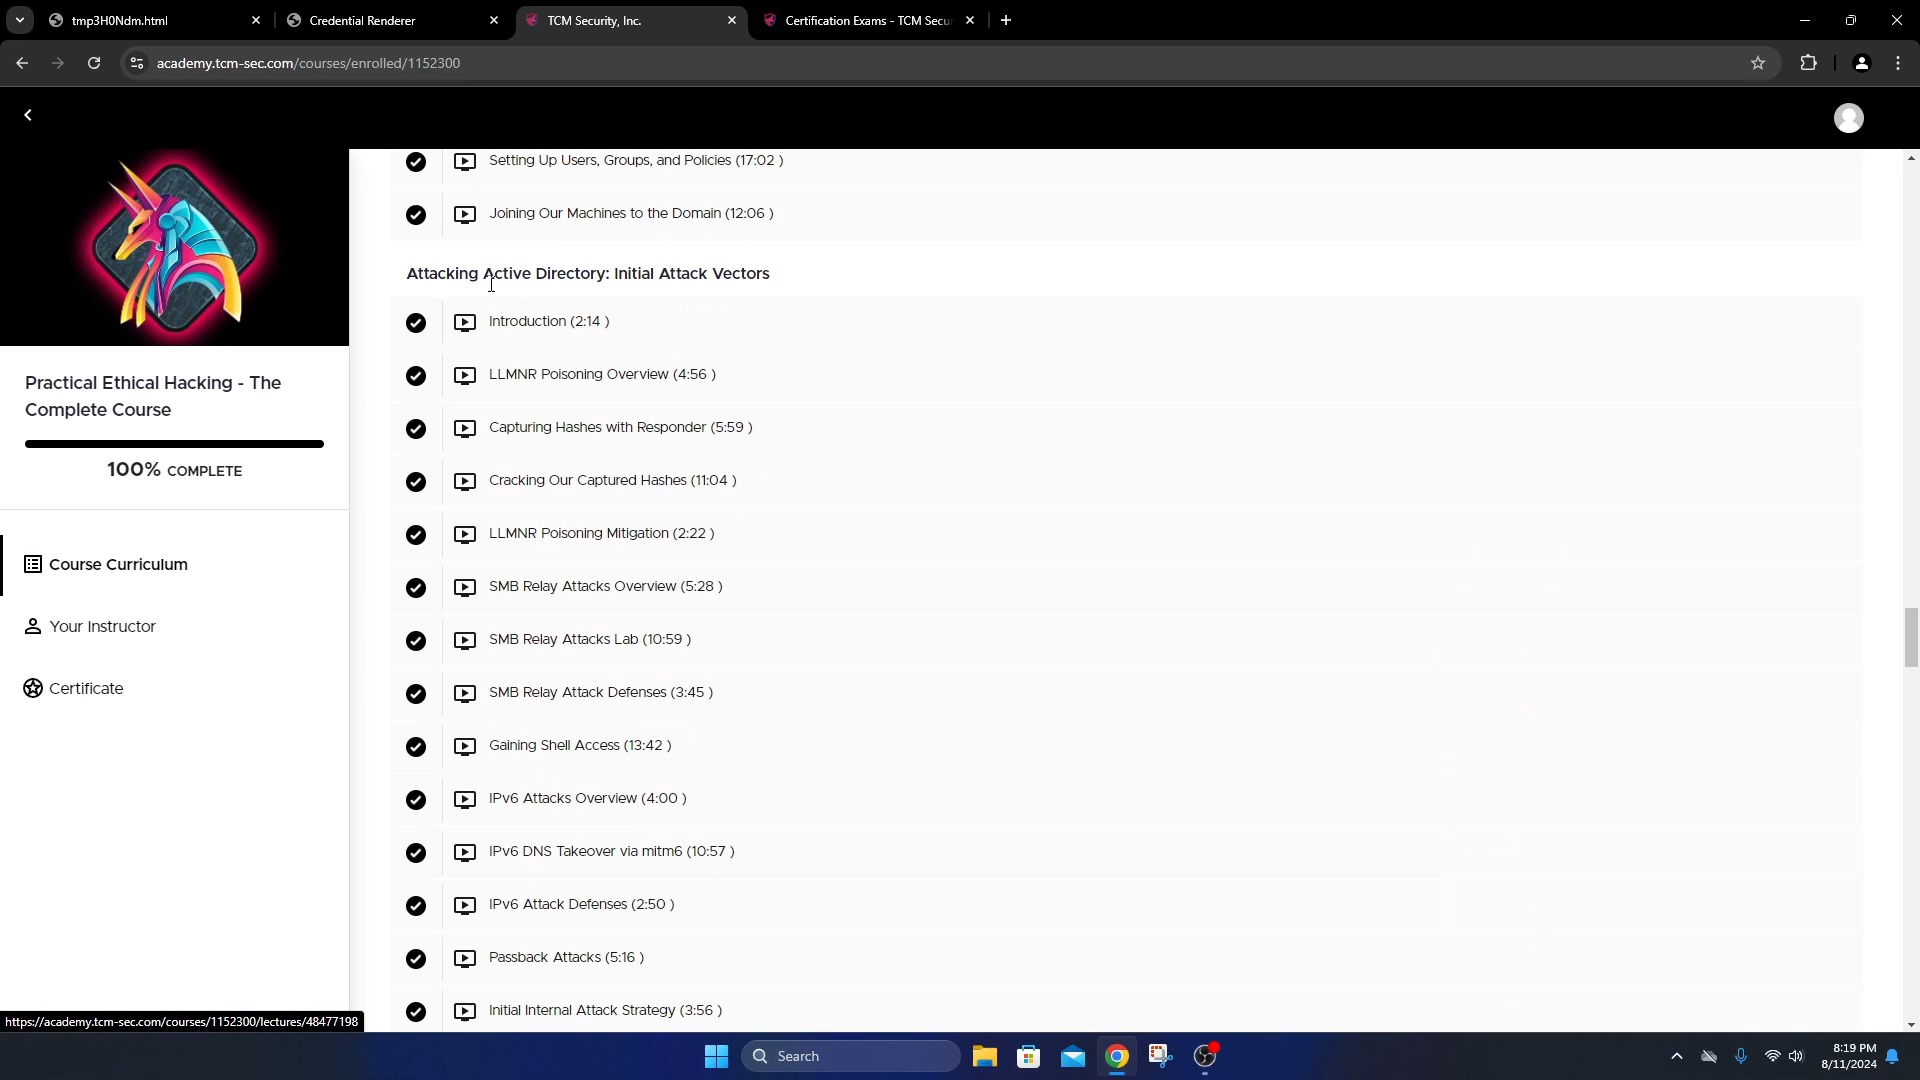 tmp3H0Ndm.html
Credential Renderer
TCM Security, Inc.
Certification Exams - TCM Secu
academy.tcm-sec.com/courses/enrolled/1152300
Practical Ethical Hacking - The
Complete Course
100% COMPLETE
Course Curriculum
Your Instructor
Certificate
Setting Up Users, Groups, and Policies (17:02 )
Joining Our Machines to the Domain (12:06 )
Attacking Active Directory: Initial Attack Vectors
Introduction (2:14 )
LLMNR Poisoning Overview (4:56 )
Capturing Hashes with Responder (5:59 )
Cracking Our Captured Hashes (11:04 )
LLMNR Poisoning Mitigation (2:22 )
SMB Relay Attacks Overview (5:28 )
SMB Relay Attacks Lab (10:59 )
SMB Relay Attack Defenses (3:45 )
Gaining Shell Access (13:42 )
IPv6 Attacks Overview (4:00 )
IPv6 DNS Takeover via mitm6 (10:57 )
IPv6 Attack Defenses (2:50 )
Passback Attacks (5:16 )
Initial Internal Attack Strategy (3:56 )
https://academy.tcm-sec.com/courses/1152300/lectures/48477198
Search
8:19 PM
8/11/2024